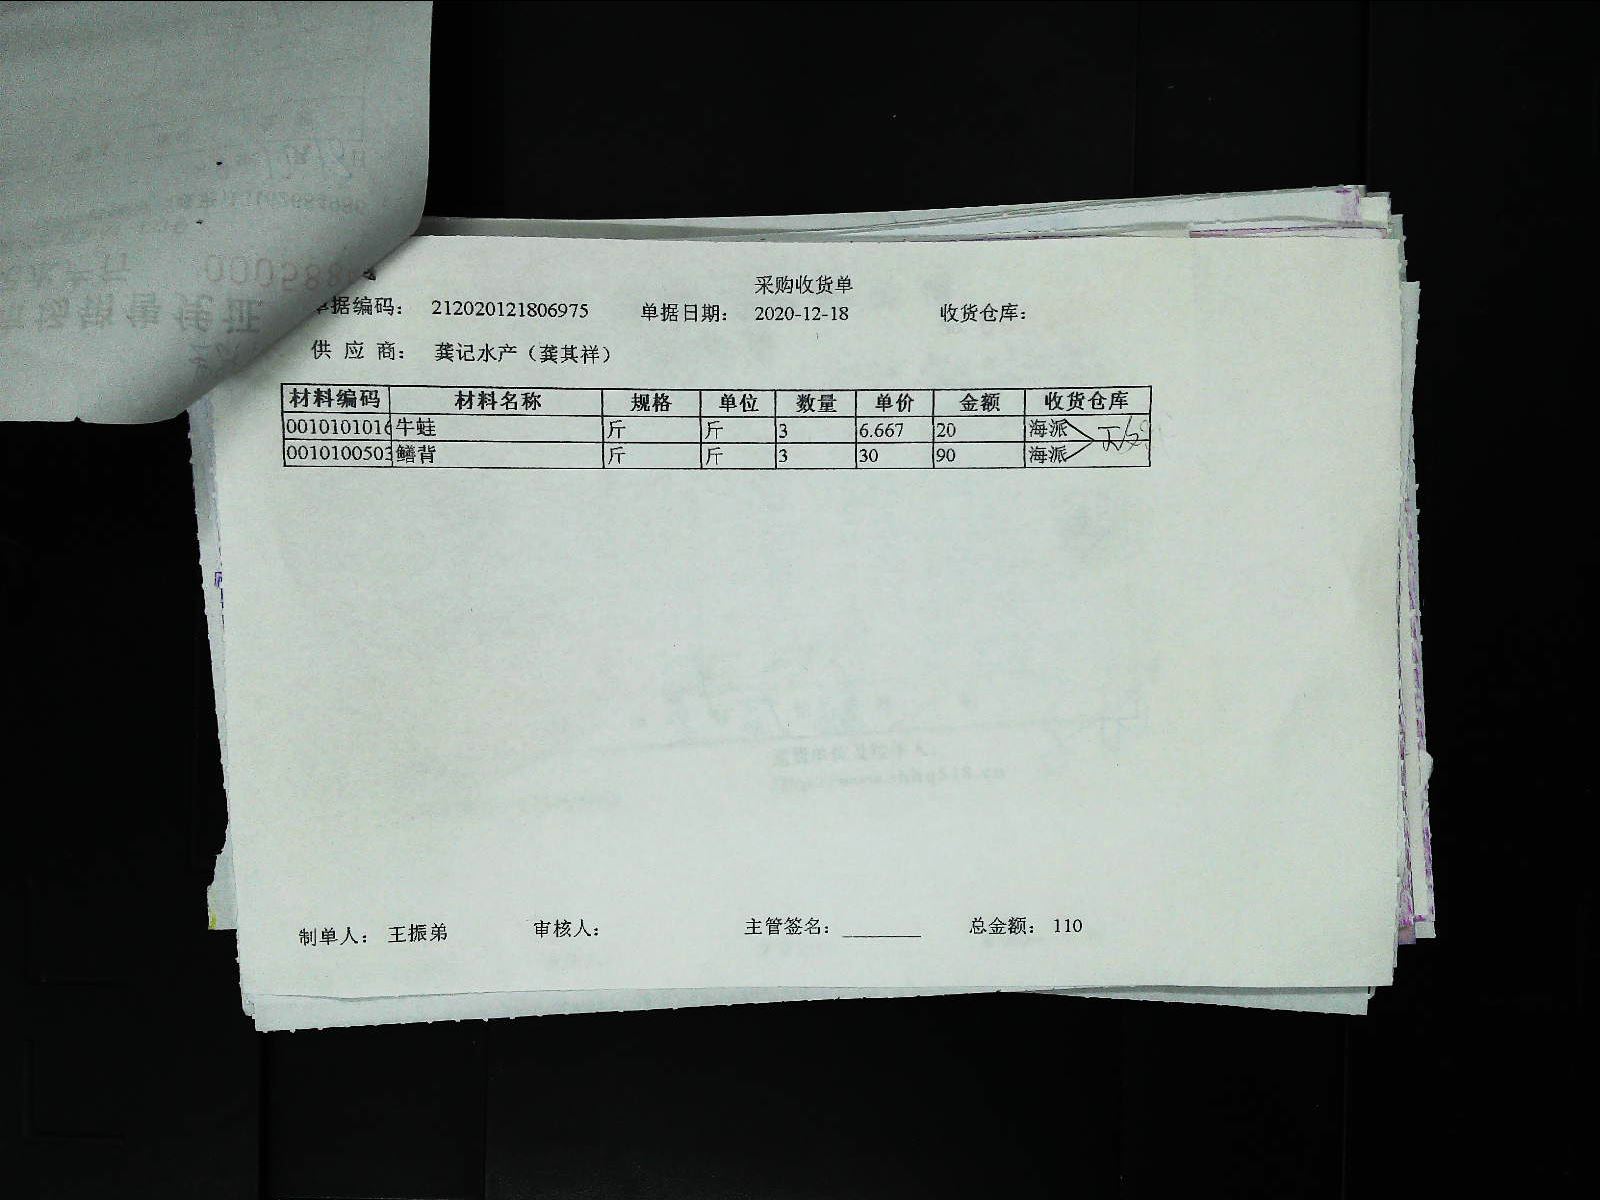 采购收货单
单据编码： 212020121806975 单据日期： 2020-12-18 收货仓库：
供 应 商： 龚记水产（龚其祥）
材料编码 材料名称 规格 单位 数量 单价 金额 收货仓库
0010101016 牛蛙 斤 斤 3 6.667 20 海派
0010100503 鳝背 斤 斤 3 30 90 海派
制单人： 王振弟 审核人： 主管签名： 总金额： 110